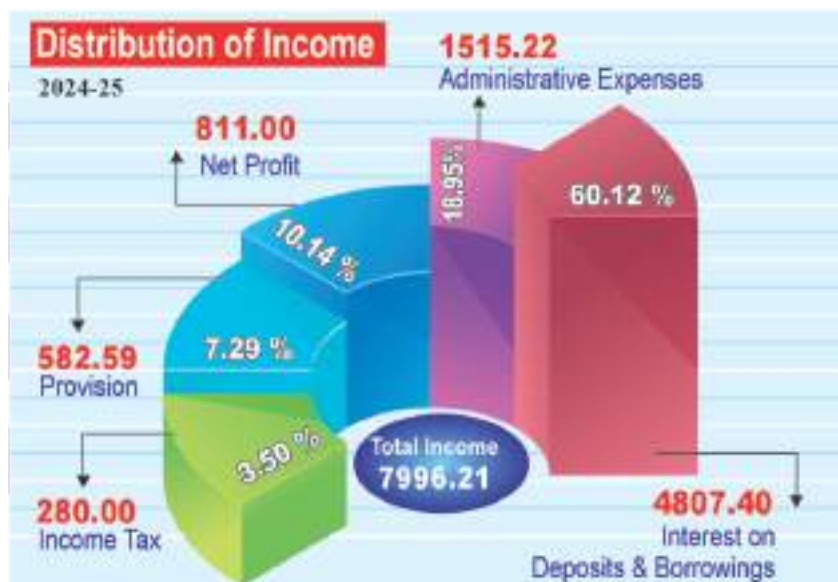 Distribution of Income
2024-25
1515.22
Administrative Expenses
811.00
Net Profit
18.95%
60.12 %
10.14 %
7.29 %
582.59
Provision
3.50 %
Total Income
7996.21
280.00
Income Tax
4807.40
Interest on
Deposits & Borrowings